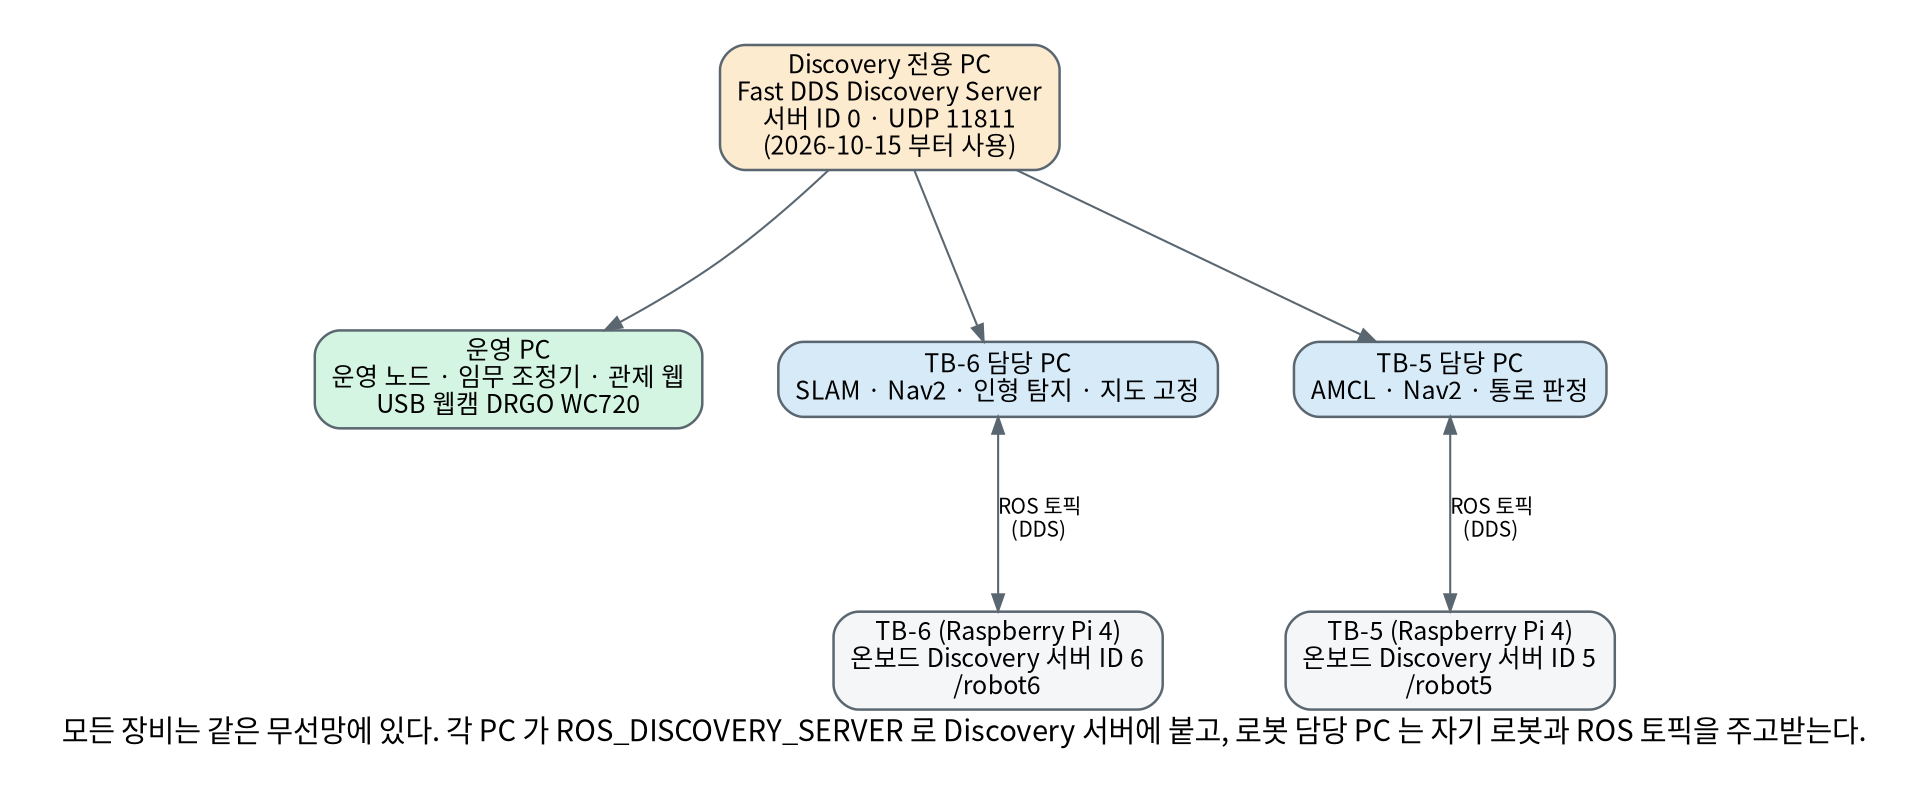 Discovery 전용 PC
Fast DDS Discovery Server
서버 ID 0 · UDP 11811
(2026-10-15 부터 사용)
운영 PC
운영 노드 · 임무 조정기 · 관제 웹
USB 웹캠 DRGO WC720
TB-6 담당 PC
SLAM · Nav2 · 인형 탐지 · 지도 고정
TB-5 담당 PC
AMCL · Nav2 · 통로 판정
ROS 토픽
(DDS)
ROS 토픽
(DDS)
TB-6 (Raspberry Pi 4)
온보드 Discovery 서버 ID 6
/robot6
TB-5 (Raspberry Pi 4)
온보드 Discovery 서버 ID 5
/robot5
모든 장비는 같은 무선망에 있다. 각 PC 가 ROS_DISCOVERY_SERVER 로 Discovery 서버에 붙고, 로봇 담당 PC 는 자기 로봇과 ROS 토픽을 주고받는다.